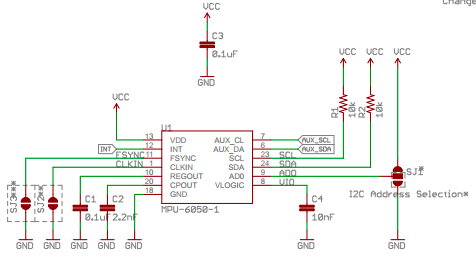 Change
VCC
C3
0.1uF
GND
VCC
VCC
VCC
VCC
R1
10k
R2
10k
U1
13
VDD
AUX_CL
7
AUX_SCL
INT
12
INT
AUX_DA
6
AUX_SDA
FSYNC
11
FSYNC
SCL
23
SCL
CLKIN
1
CLKIN
SDA
24
SDA
10
REGOUT
AD0
9
AD0
20
CPOUT
VLOGIC
8
VIO
18
GND
MPU-6050-1
SJ1*
I2C Address Selection*
SJ3**
SJ2**
C1
0.1uF
C2
2.2nF
C4
10nF
GND
GND
GND
GND
GND
GND
GND